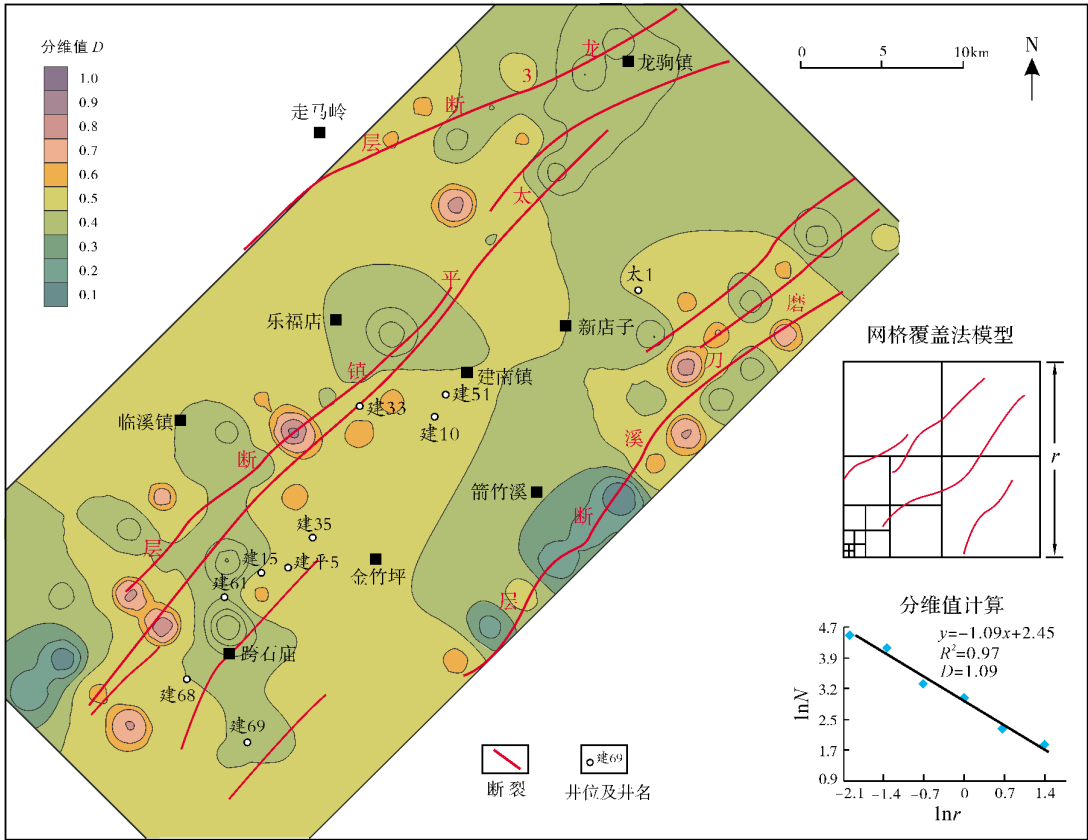 分维值 D
1.0
0.9
0.8
0.7
0.6
0.5
0.4
0.3
0.2
0.1
0 5 10km
N
龙
3
断
层
龙驹镇
走马岭
太
平
镇
断
层
太1
磨
刀
溪
断
层
乐福店
新店子
建南镇
建51
建33
建10
临溪镇
箭竹溪
建35
建15
建平5
金竹坪
建61
跨石庙
建68
建69
断裂
建69
井位及井名
网格覆盖法模型
r
分维值计算
y=−1.09x+2.45
R²=0.97
D=1.09
lnN
4.7
3.9
3.2
2.5
1.7
0.9
−2.1 −1.4 −0.7 0 0.7 1.4
lnr